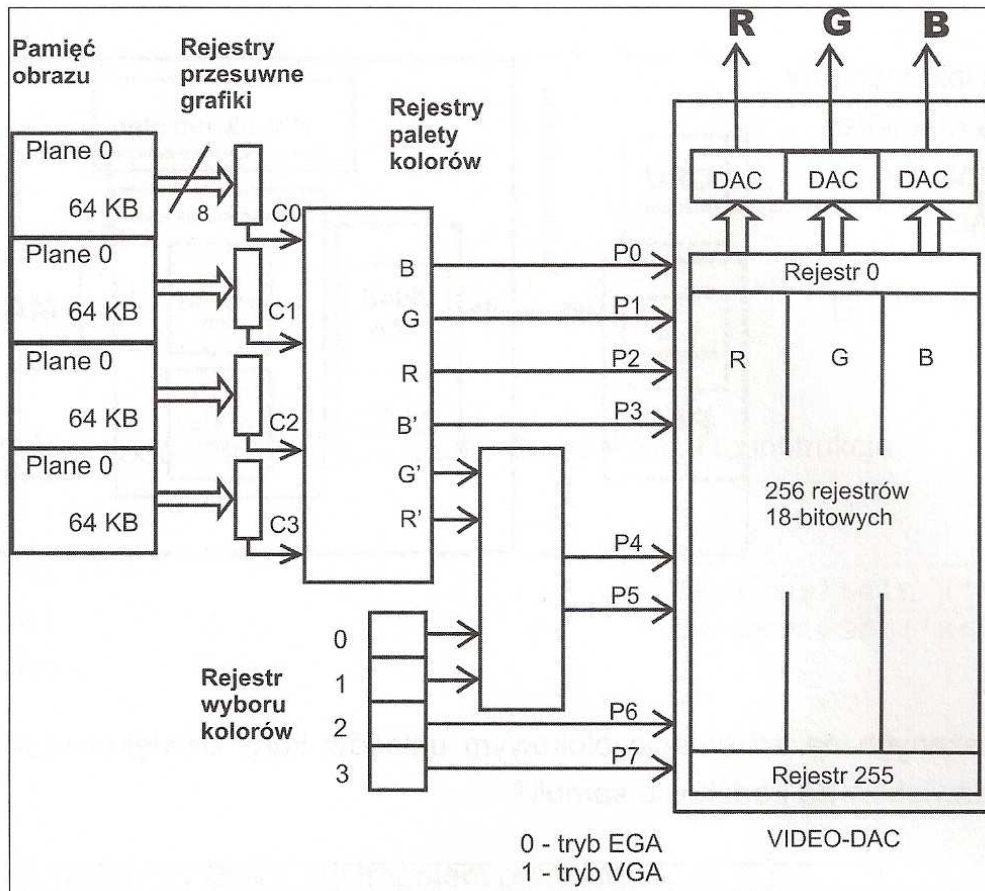 R G B
Pamięć
obrazu
Rejestry
przesuwne
grafiki
Rejestry
palety
kolorów
Plane 0
64 KB
8
Plane 0
64 KB
Plane 0
64 KB
Plane 0
64 KB
C0
C1
C2
C3
B
G
R
B'
G'
R'
P0
P1
P2
P3
P4
P5
P6
P7
DAC DAC DAC
Rejestr 0
R G B
256 rejestrów
18-bitowych
Rejestr 255
VIDEO-DAC
Rejestr
wyboru
kolorów
0
1
2
3
0 - tryb EGA
1 - tryb VGA